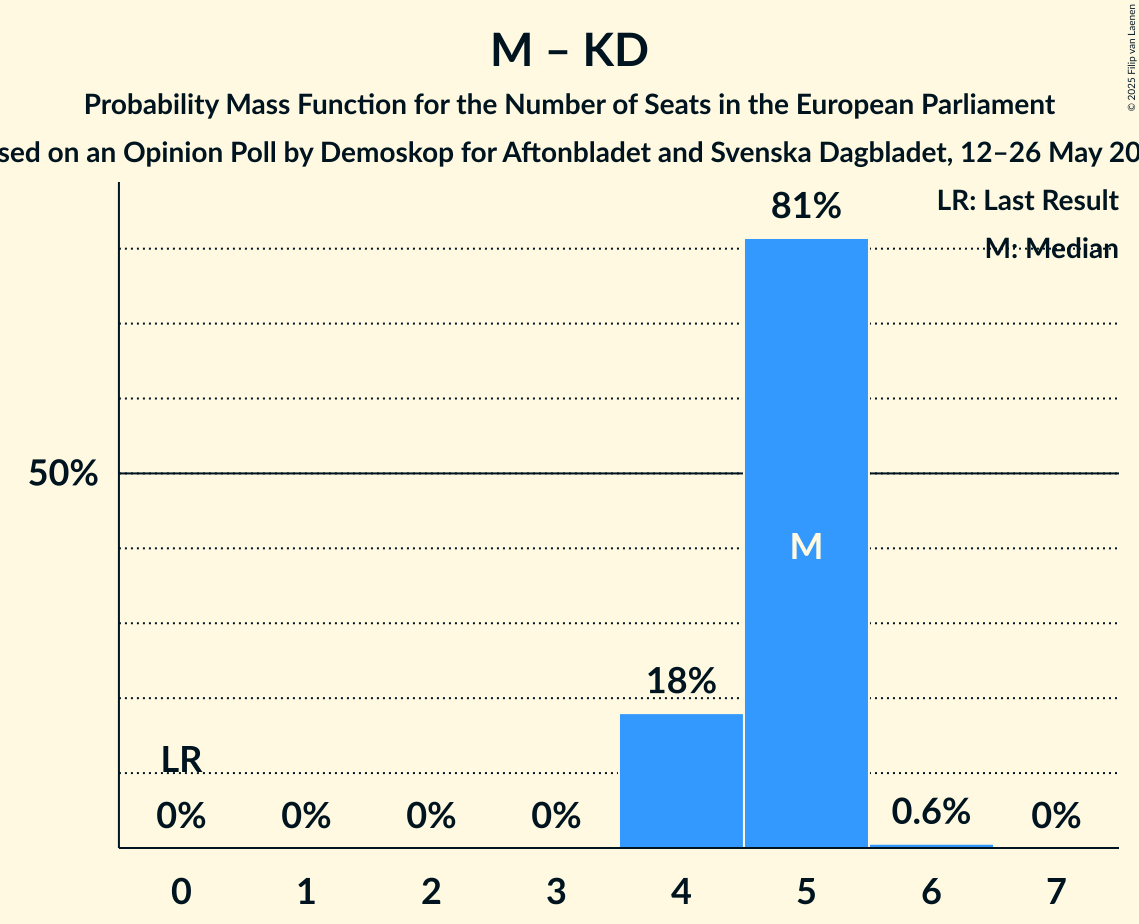 M – KD
Probability Mass Function for the Number of Seats in the European Parliament
on an Opinion Poll by Demoskop for Aftonbladet and Svenska Dagbladet, 12–26 May
© 2025 Filip van Laenen
LR: Last Result
M: Median
81%
50%
M
18%
LR
0% 0% 0% 0% 0.6% 0%
0 1 2 3 4 5 6 7